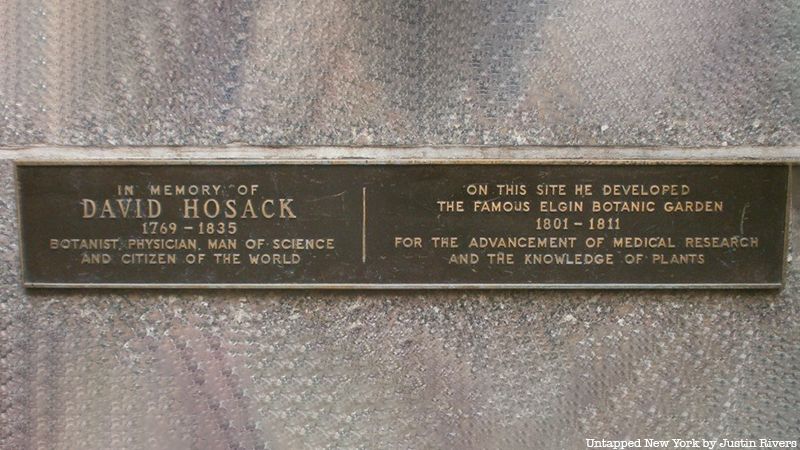 IN MEMORY OF
DAVID HOSACK
1769 – 1835
BOTANIST, PHYSICIAN, MAN OF SCIENCE
AND CITIZEN OF THE WORLD
ON THIS SITE HE DEVELOPED
THE FAMOUS ELGIN BOTANIC GARDEN
1801 – 1811
FOR THE ADVANCEMENT OF MEDICAL RESEARCH
AND THE KNOWLEDGE OF PLANTS
Untapped New York by Justin Rivers